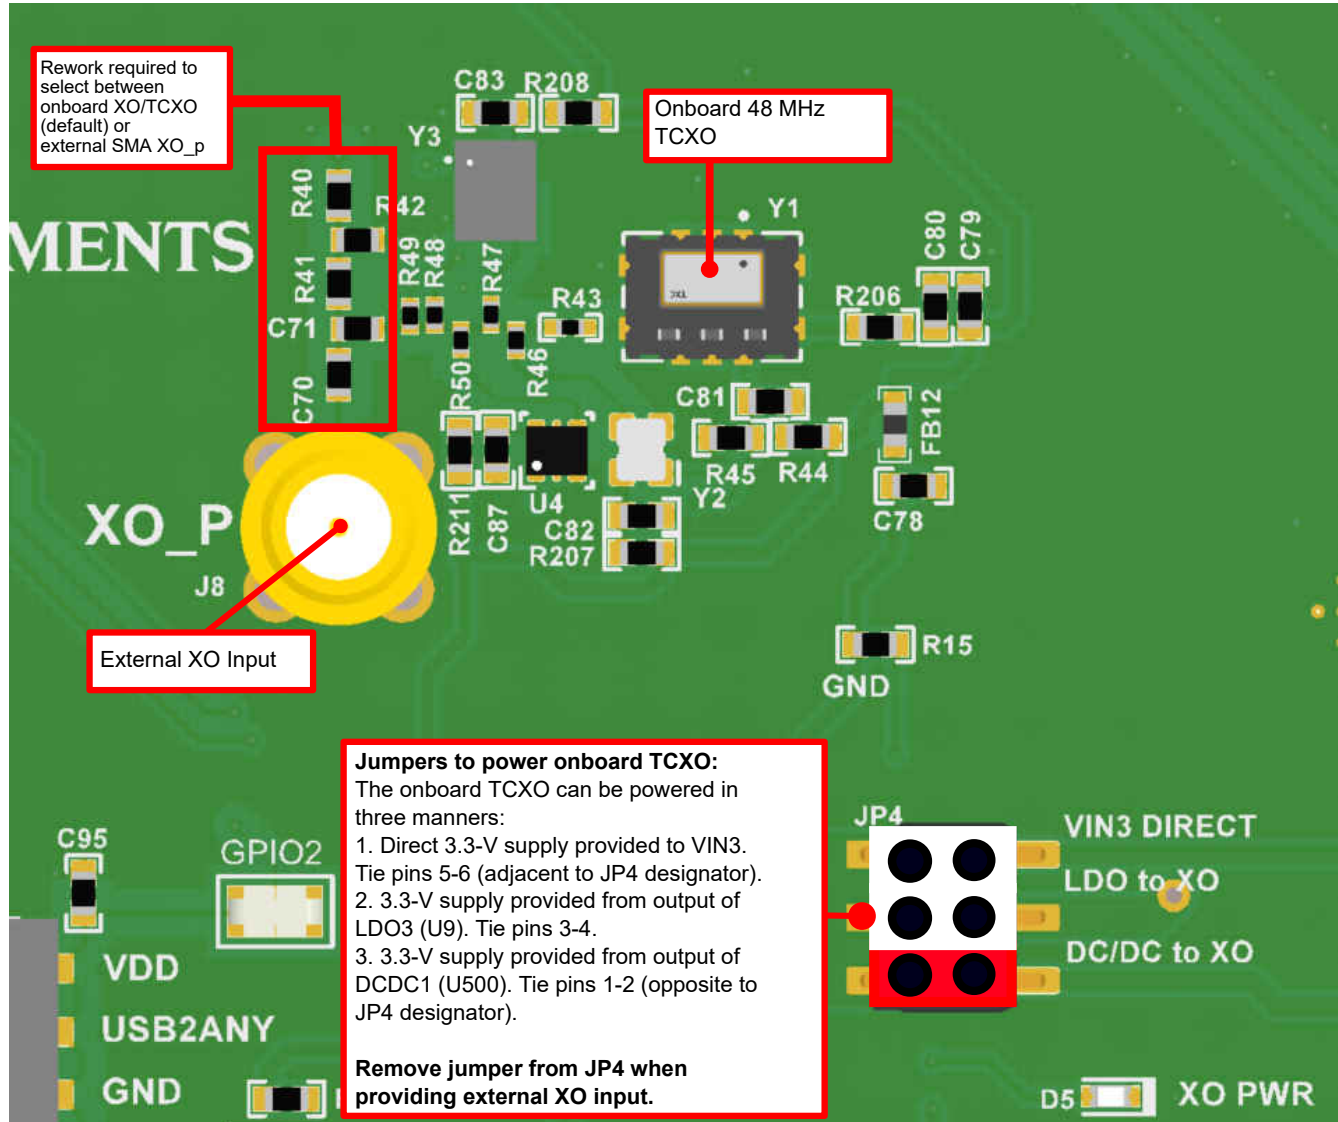 Rework required to
select between
onboard XO/TCXO
(default) or
external SMA XO_p
C83
R208
Onboard 48 MHz
TCXO
Y3
R40
R42
Y1
MENTS
R41
R49
R48
R47
C80
C79
C71
R43
R206
C70
R50
R46
C81
FB12
R45
R44
XO_P
R211
C87
U4
Y2
C82
R207
C78
J8
External XO Input
R15
GND
Jumpers to power onboard TCXO:
The onboard TCXO can be powered in
three manners:
1. Direct 3.3-V supply provided to VIN3.
Tie pins 5-6 (adjacent to JP4 designator).
2. 3.3-V supply provided from output of
LDO3 (U9). Tie pins 3-4.
3. 3.3-V supply provided from output of
DCDC1 (U500). Tie pins 1-2 (opposite to
JP4 designator).
Remove jumper from JP4 when
providing external XO input.
JP4
VIN3 DIRECT
LDO to XO
DC/DC to XO
C95
GPIO2
VDD
USB2ANY
GND
D5
XO PWR